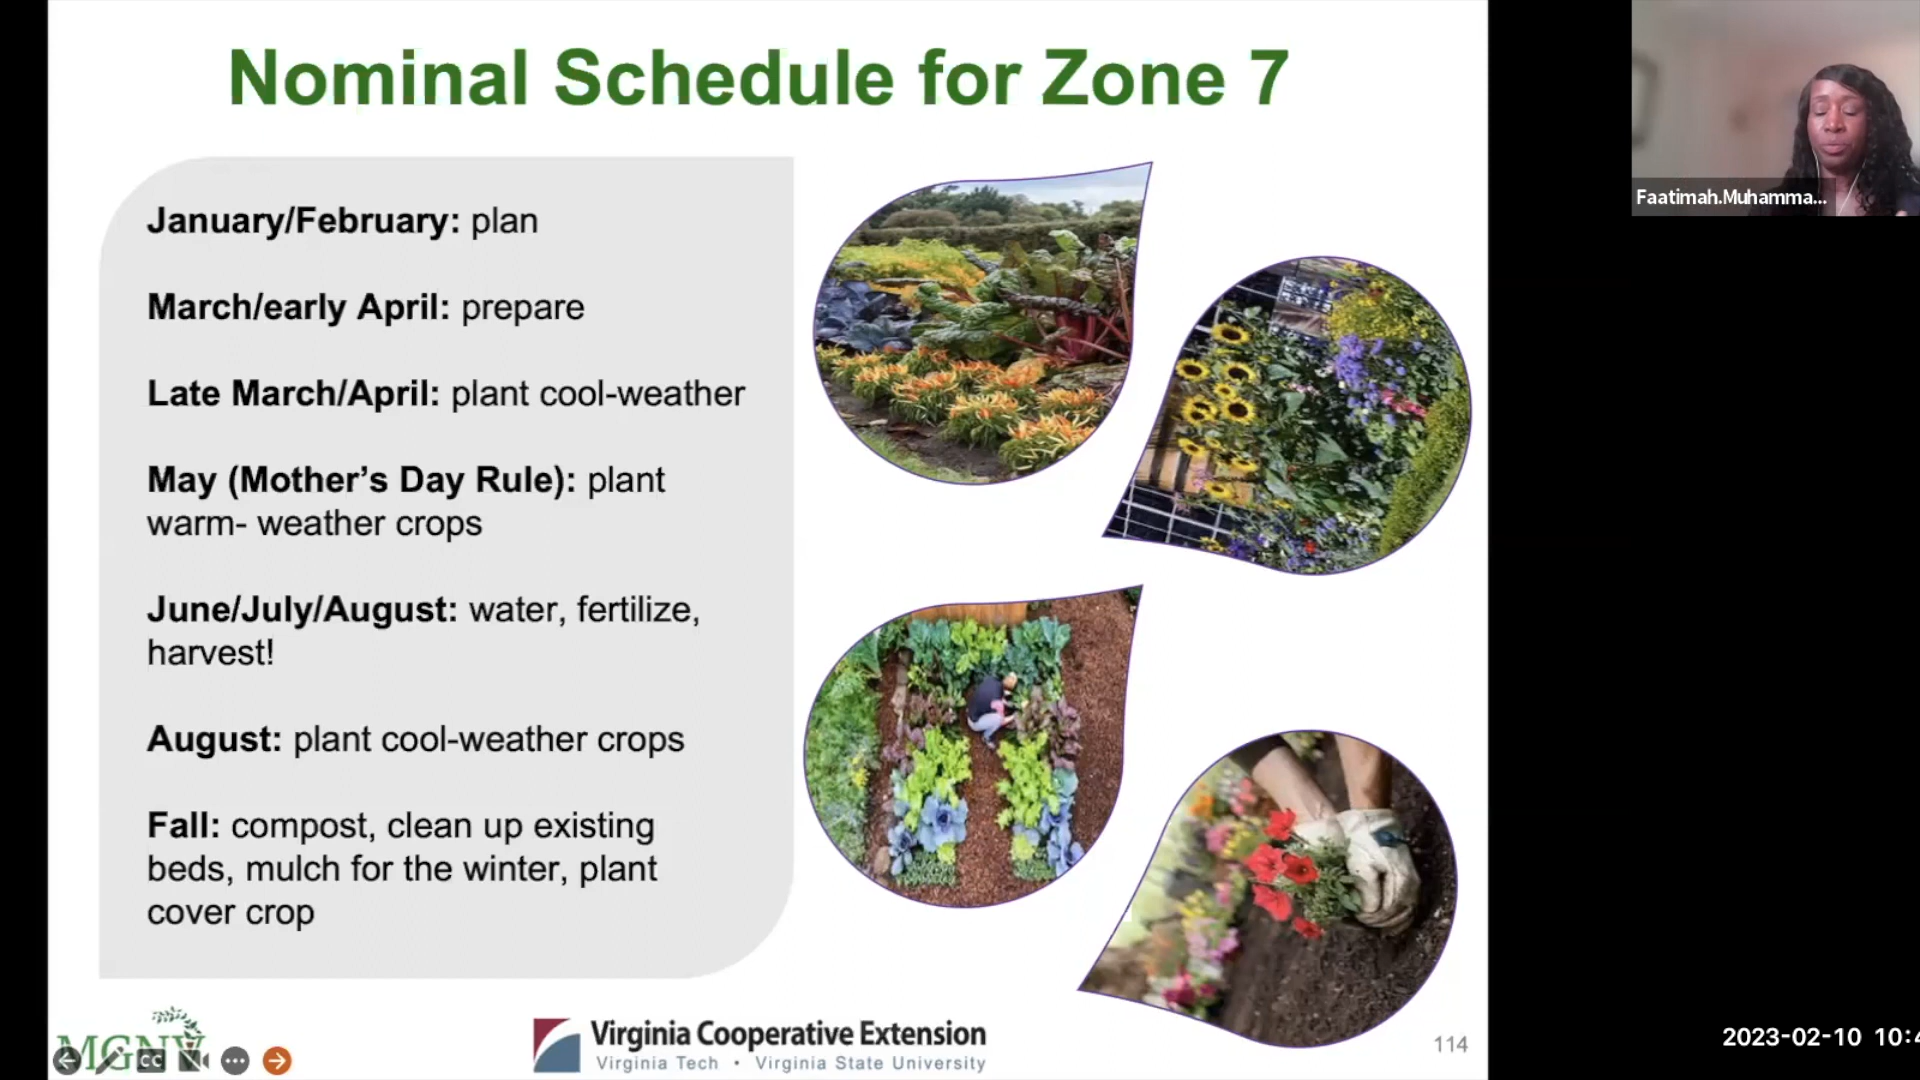 Nominal Schedule for Zone 7
January/February: plan
March/early April: prepare
Late March/April: plant cool-weather
May (Mother's Day Rule): plant
warm- weather crops
June/July/August: water, fertilize,
harvest!
August: plant cool-weather crops
Fall: compost, clean up existing
beds, mulch for the winter, plant
cover crop
MGNV
CC
Virginia Cooperative Extension
Virginia Tech • Virginia State University
114
Faatimah.Muhamma...
2023-02-10 10:4